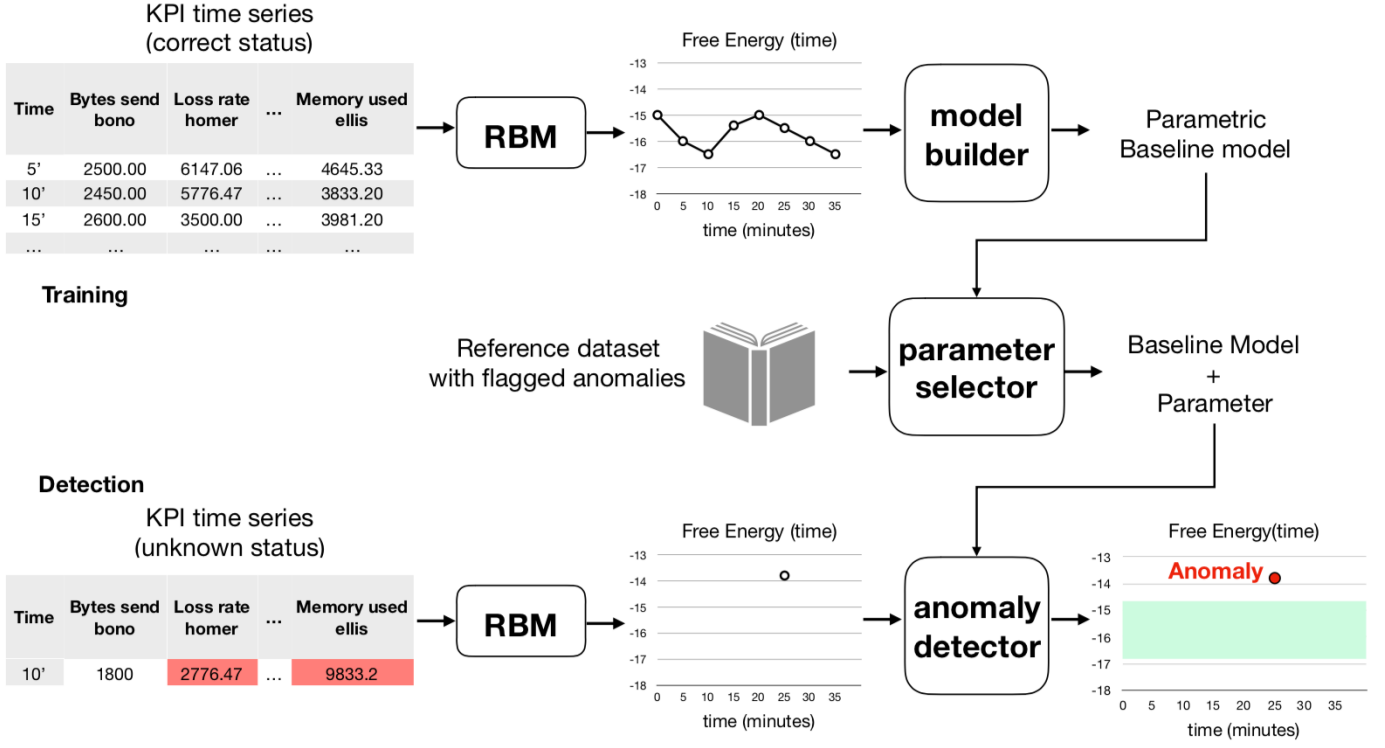 KPI time series
(correct status)
Time Bytes send bono Loss rate homer ... Memory used ellis
5’ 2500.00 6147.06 ... 4645.33
10’ 2450.00 5776.47 ... 3833.20
15’ 2600.00 3500.00 ... 3981.20
... ... ... ... ...
RBM
Free Energy (time)
-13
-14
-15
-16
-17
-18
0 5 10 15 20 25 30 35
time (minutes)
model
builder
Parametric
Baseline model
Training
Reference dataset
with flagged anomalies
parameter
selector
Baseline Model
+
Parameter
Detection
KPI time series
(unknown status)
Time Bytes send bono Loss rate homer ... Memory used ellis
10’ 1800 2776.47 ... 9833.2
RBM
Free Energy (time)
-13
-14
-15
-16
-17
-18
0 5 10 15 20 25 30 35
time (minutes)
anomaly
detector
Free Energy(time)
-13
Anomaly
-14
-15
-16
-17
-18
0 5 10 15 20 25 30 35
time (minutes)